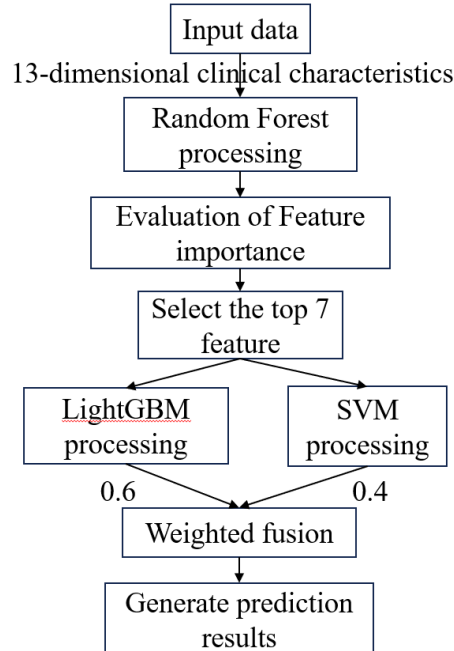 Input data
13-dimensional clinical characteristics
Random Forest
processing
Evaluation of Feature
importance
Select the top 7
feature
LightGBM
processing
SVM
processing
0.6
0.4
Weighted fusion
Generate prediction
results